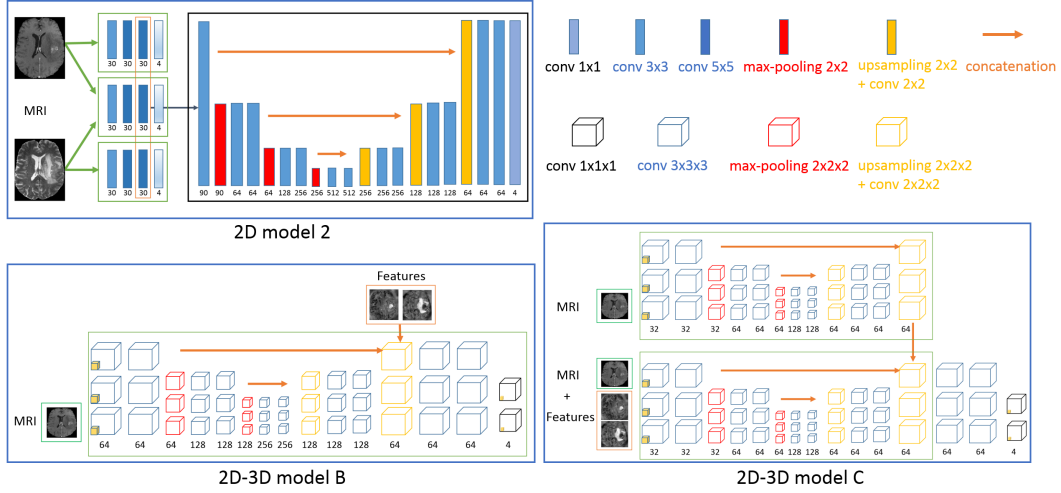 30 30 30 4
MRI
30 30 30 4
30 30 30 4
90 90 64 64 64 128 256 256 512 512 256 256 256 128 128 128 64 64 64 4
2D model 2
conv 1x1
conv 3x3
conv 5x5
max-pooling 2x2
upsampling 2x2
+ conv 2x2
concatenation
conv 1x1x1
conv 3x3x3
max-pooling 2x2x2
upsampling 2x2x2
+ conv 2x2x2
Features
MRI
64 64 64 128 128 128 256 256 128 128 128 64 64 64 4
2D-3D model B
MRI
32 32 32 64 64 64 128 128 64 64 64 64
MRI
+
Features
32 32 32 64 64 64 128 128 64 64 64 64 64 64 4
2D-3D model C